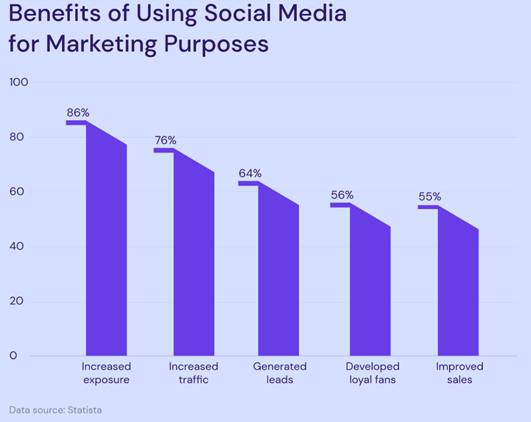 Benefits of Using Social Media
for Marketing Purposes
100
86%
80
76%
64%
60
56%
55%
40
20
0
Increased
exposure
Increased
traffic
Generated
leads
Developed
loyal fans
Improved
sales
Data source: Statista